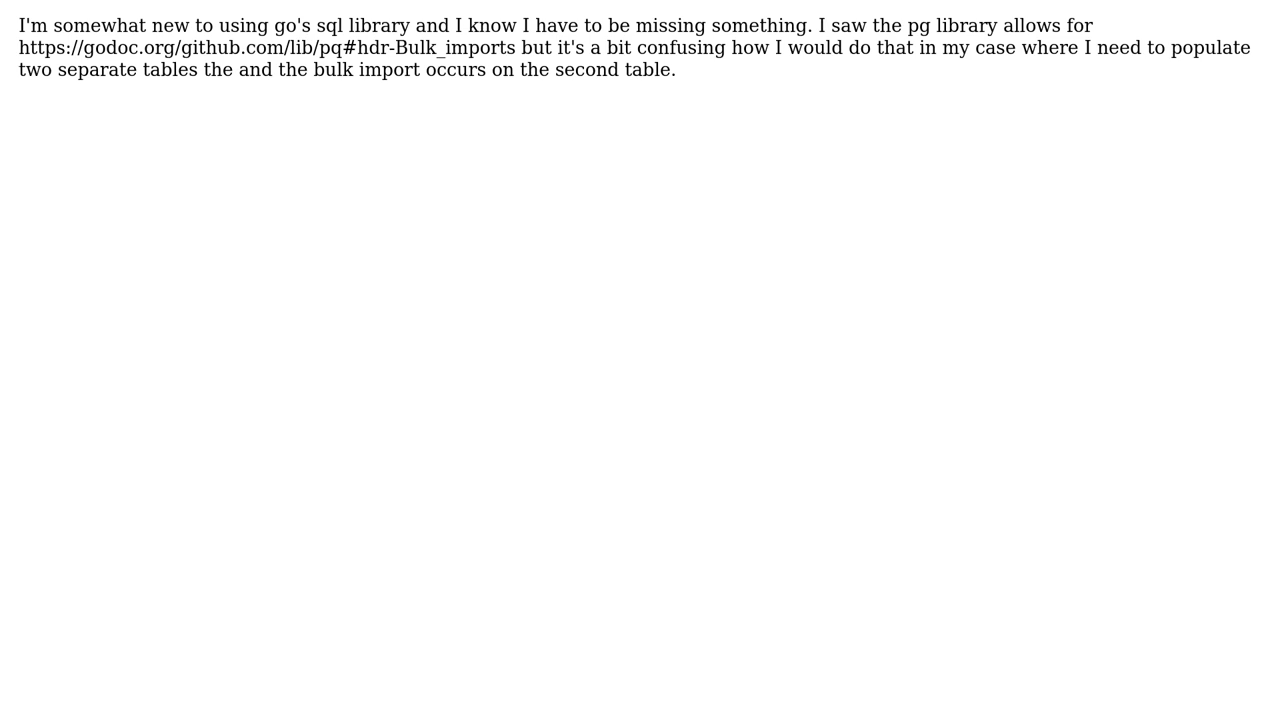 I'm somewhat new to using go's sql library and I know I have to be missing something. I saw the pg library allows for
https://godoc.org/github.com/lib/pq#hdr-Bulk_imports but it's a bit confusing how I would do that in my case where I need to populate
two separate tables the and the bulk import occurs on the second table.